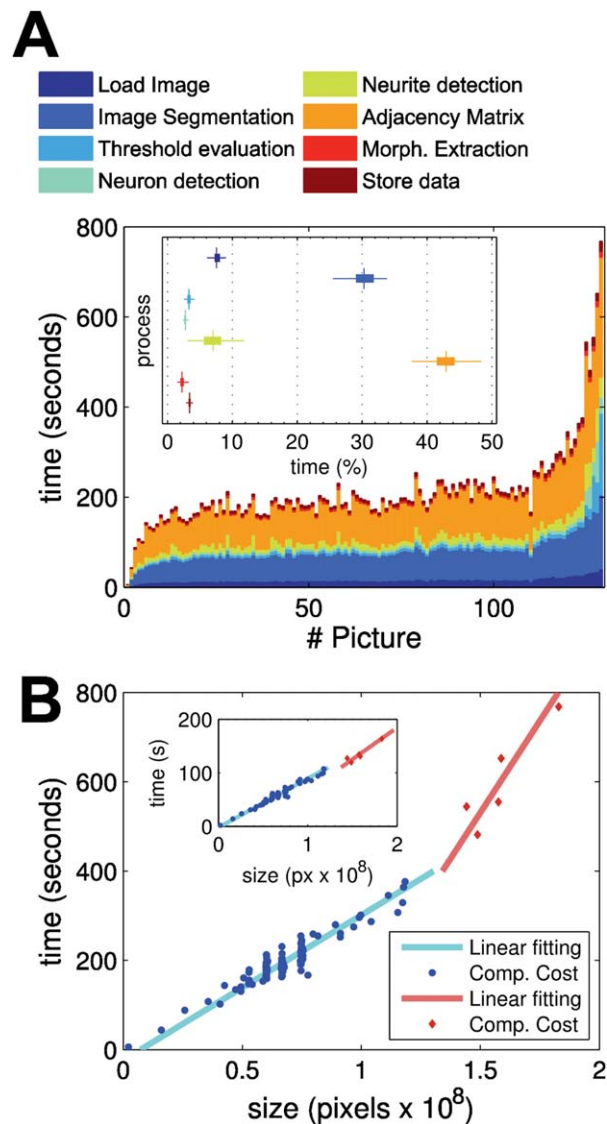 A
Load Image
Neurite detection
Image Segmentation
Adjacency Matrix
Threshold evaluation
Morph. Extraction
Neuron detection
Store data
800
600
400
200
0
time (seconds)
process
0 10 20 30 40 50
time (%)
0 50 100
# Picture
B
800
600
400
200
0
time (seconds)
200
100
0
time (s)
0 1 2
size (px x 10⁸)
Linear fitting
Comp. Cost
Linear fitting
Comp. Cost
0 0.5 1 1.5 2
size (pixels x 10⁸)